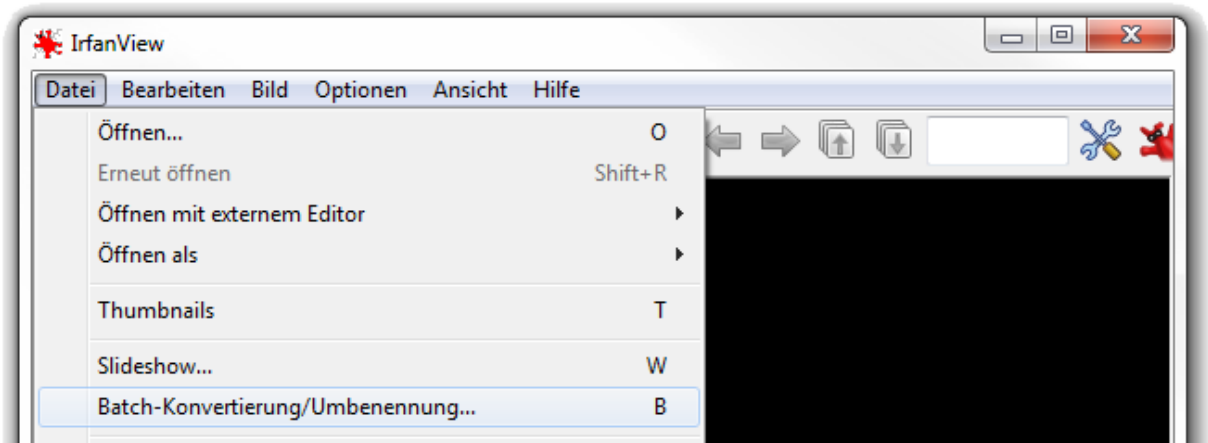 IrfanView
Datei Bearbeiten Bild Optionen Ansicht Hilfe
Öffnen... O
Erneut öffnen Shift+R
Öffnen mit externem Editor
Öffnen als
Thumbnails T
Slideshow... W
Batch-Konvertierung/Umbenennung... B